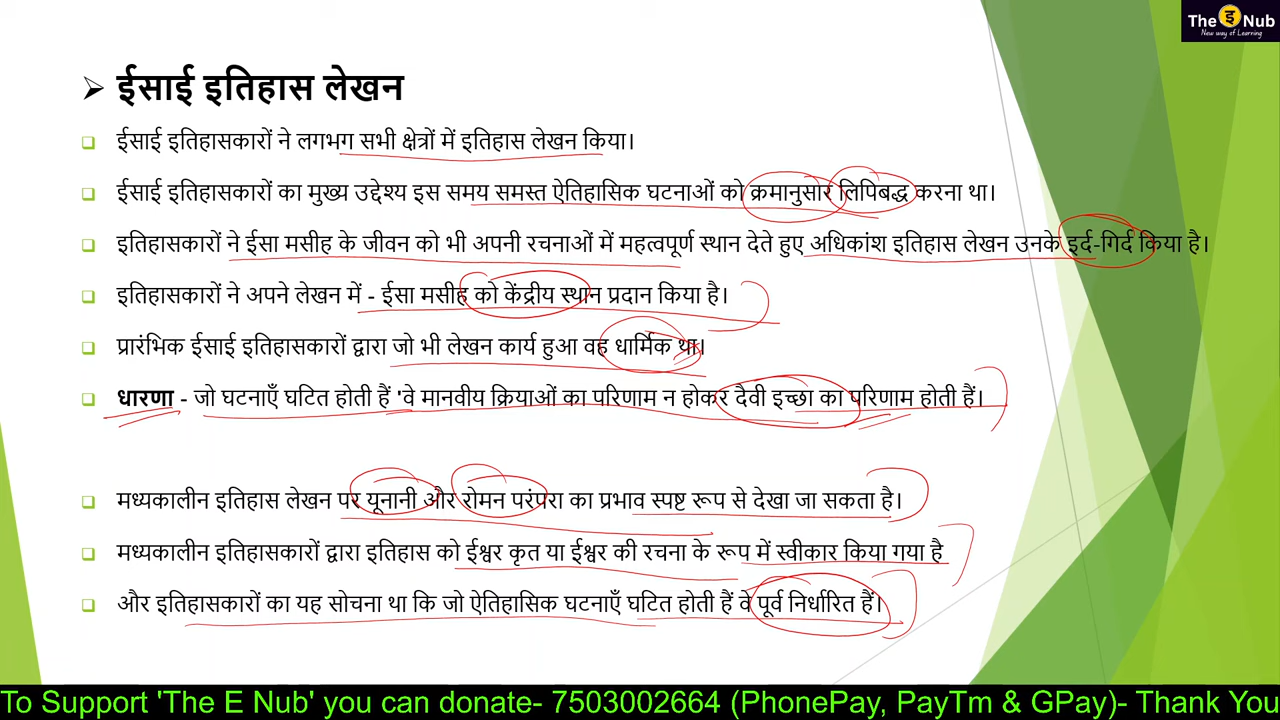 The ई Nub
New way of Learning
➢ ईसाई इतिहास लेखन
ईसाई इतिहासकारों ने लगभग सभी क्षेत्रों में इतिहास लेखन किया।
ईसाई इतिहासकारों का मुख्य उद्देश्य इस समय समस्त ऐतिहासिक घटनाओं को क्रमानुसार लिपिबद्ध करना था।
इतिहासकारों ने ईसा मसीह के जीवन को भी अपनी रचनाओं में महत्वपूर्ण स्थान देते हुए अधिकांश इतिहास लेखन उनके इर्द-गिर्द किया है।
इतिहासकारों ने अपने लेखन में - ईसा मसीह को केंद्रीय स्थान प्रदान किया है।
प्रारंभिक ईसाई इतिहासकारों द्वारा जो भी लेखन कार्य हुआ वह धार्मिक था।
धारणा - जो घटनाएँ घटित होती हैं 'वे मानवीय क्रियाओं का परिणाम न होकर दैवी इच्छा का परिणाम होती हैं।
मध्यकालीन इतिहास लेखन पर यूनानी और रोमन परंपरा का प्रभाव स्पष्ट रूप से देखा जा सकता है।
मध्यकालीन इतिहासकारों द्वारा इतिहास को ईश्वर कृत या ईश्वर की रचना के रूप में स्वीकार किया गया है
और इतिहासकारों का यह सोचना था कि जो ऐतिहासिक घटनाएँ घटित होती हैं वे पूर्व निर्धारित हैं।
To Support 'The E Nub' you can donate- 7503002664 (PhonePay, PayTm & GPay)- Thank You